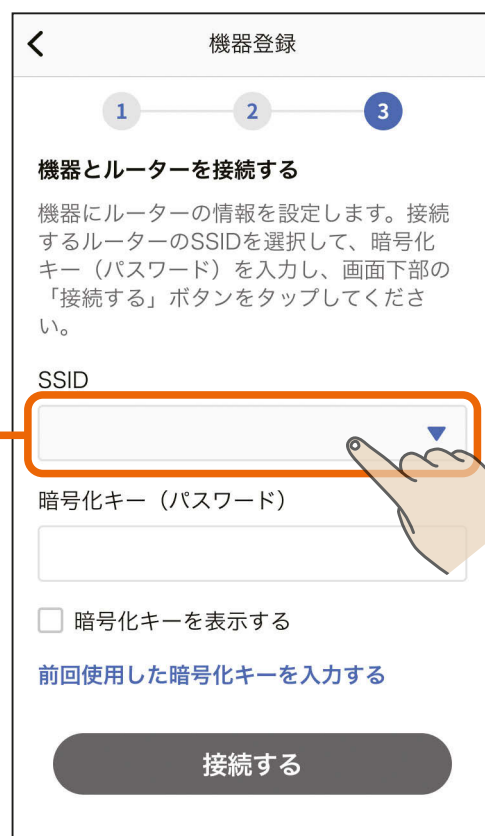 機器登録
1 2 3
機器とルーターを接続する
機器にルーターの情報を設定します。接続
するルーターのSSIDを選択して、暗号化
キー（パスワード）を入力し、画面下部の
「接続する」ボタンをタップしてくださ
い。
SSID
暗号化キー（パスワード）
暗号化キーを表示する
前回使用した暗号化キーを入力する
接続する